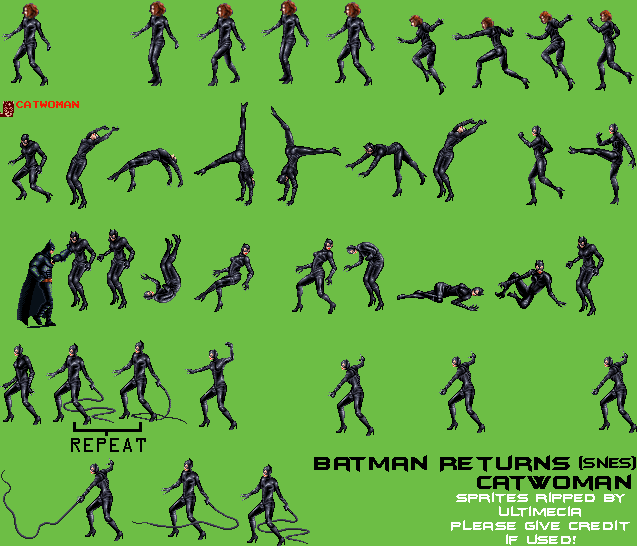 CATWOMAN
REPEAT
BATMAN RETURNS (SNES)
CATWOMAN
SPRITES RIPPED BY
ULTIMECIA
PLEASE GIVE CREDIT
IF USED!